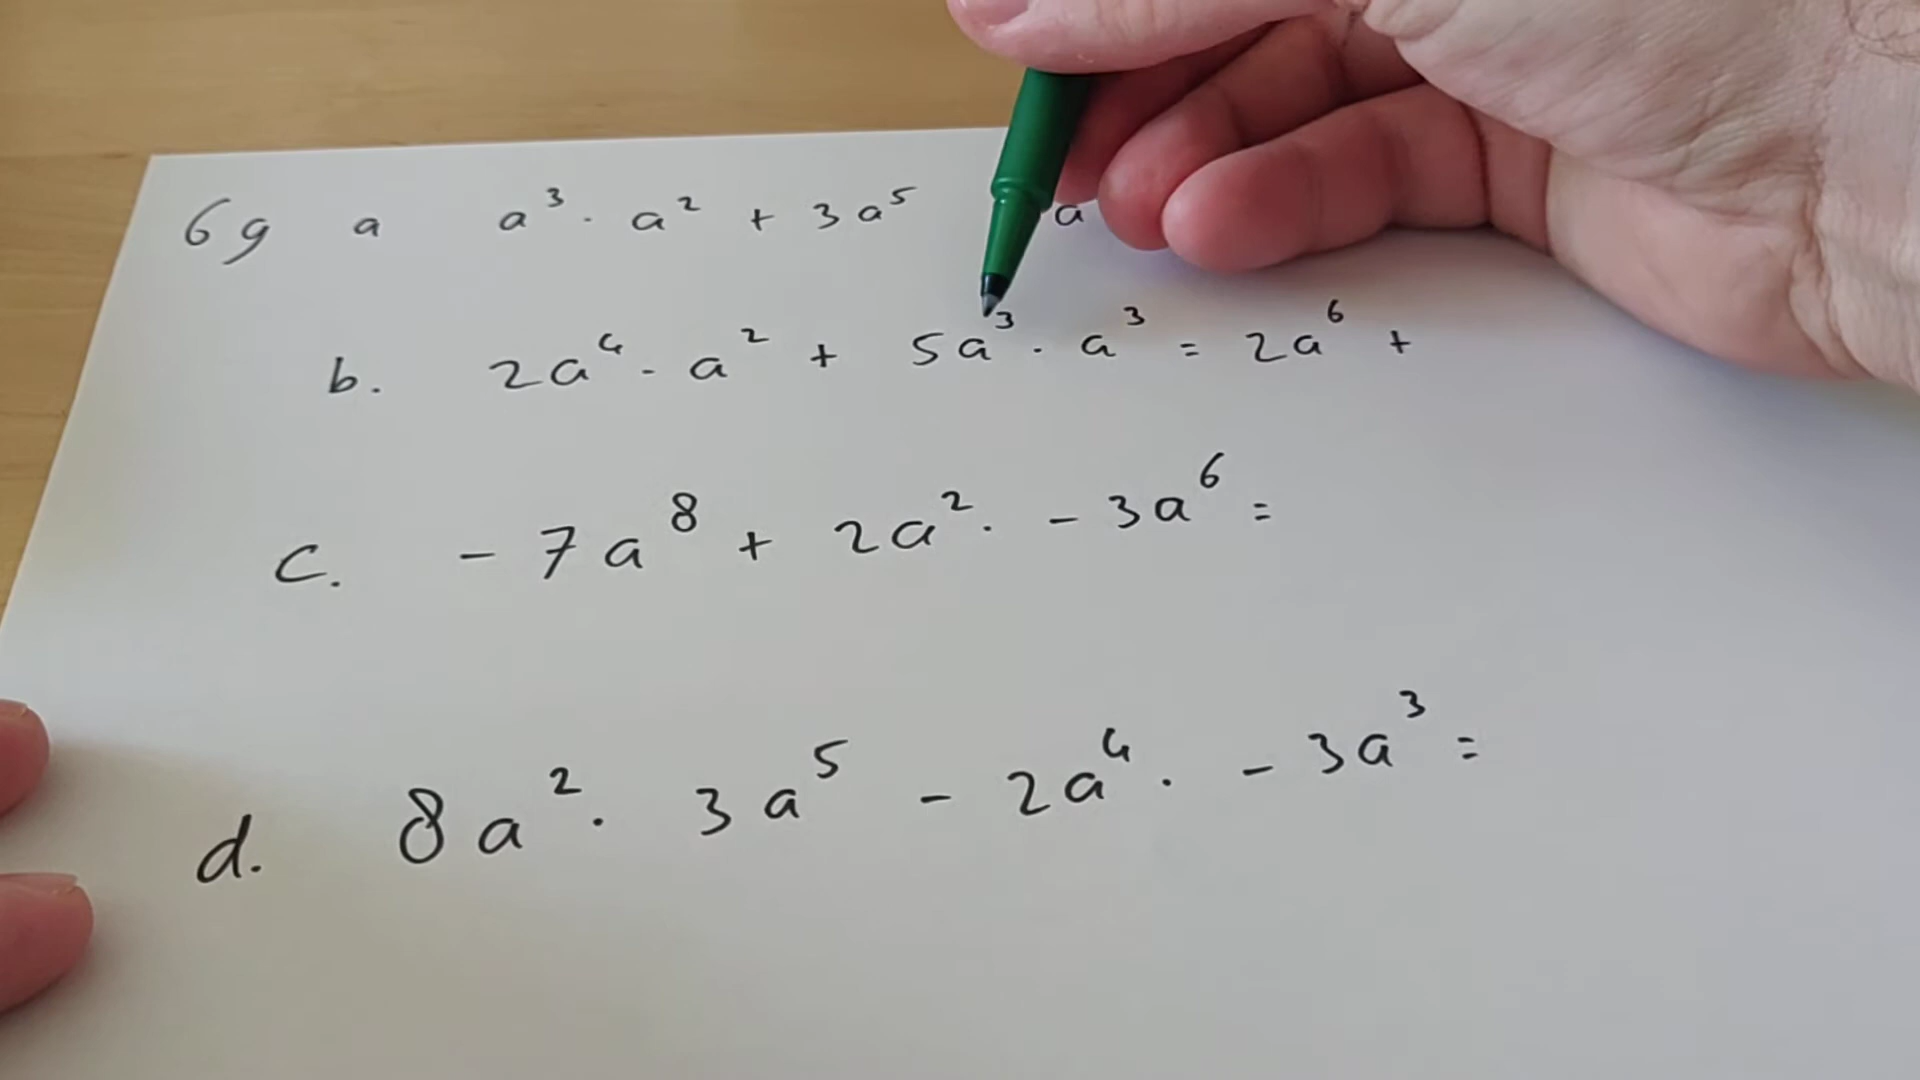 6g a a³ · a² + 3a⁵ a
b. 2a⁴ · a² + 5a³ · a³ = 2a⁶ +
c. - 7a⁸ + 2a² · - 3a⁶ =
d. 8a² · 3a⁵ - 2a⁴ · - 3a³ =